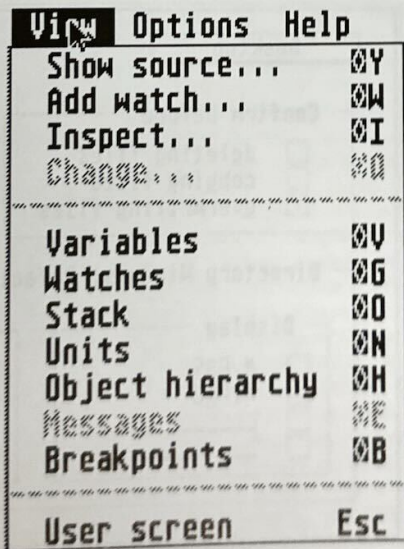 View Options Help
Show source... ◊Y
Add watch... ◊W
Inspect... ◊I
Change... ◊Q
Variables ◊V
Watches ◊G
Stack ◊O
Units ◊N
Object hierarchy ◊H
Messages ◊E
Breakpoints ◊B
User screen Esc